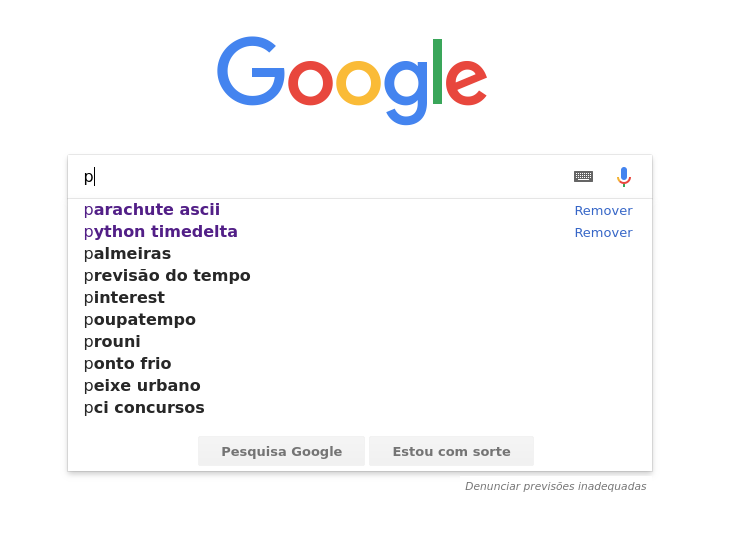 Google
p
parachute ascii Remover
python timedelta Remover
palmeiras
previsão do tempo
pinterest
poupatempo
prouni
ponto frio
peixe urbano
pci concursos
Pesquisa Google Estou com sorte
Denunciar previsões inadequadas